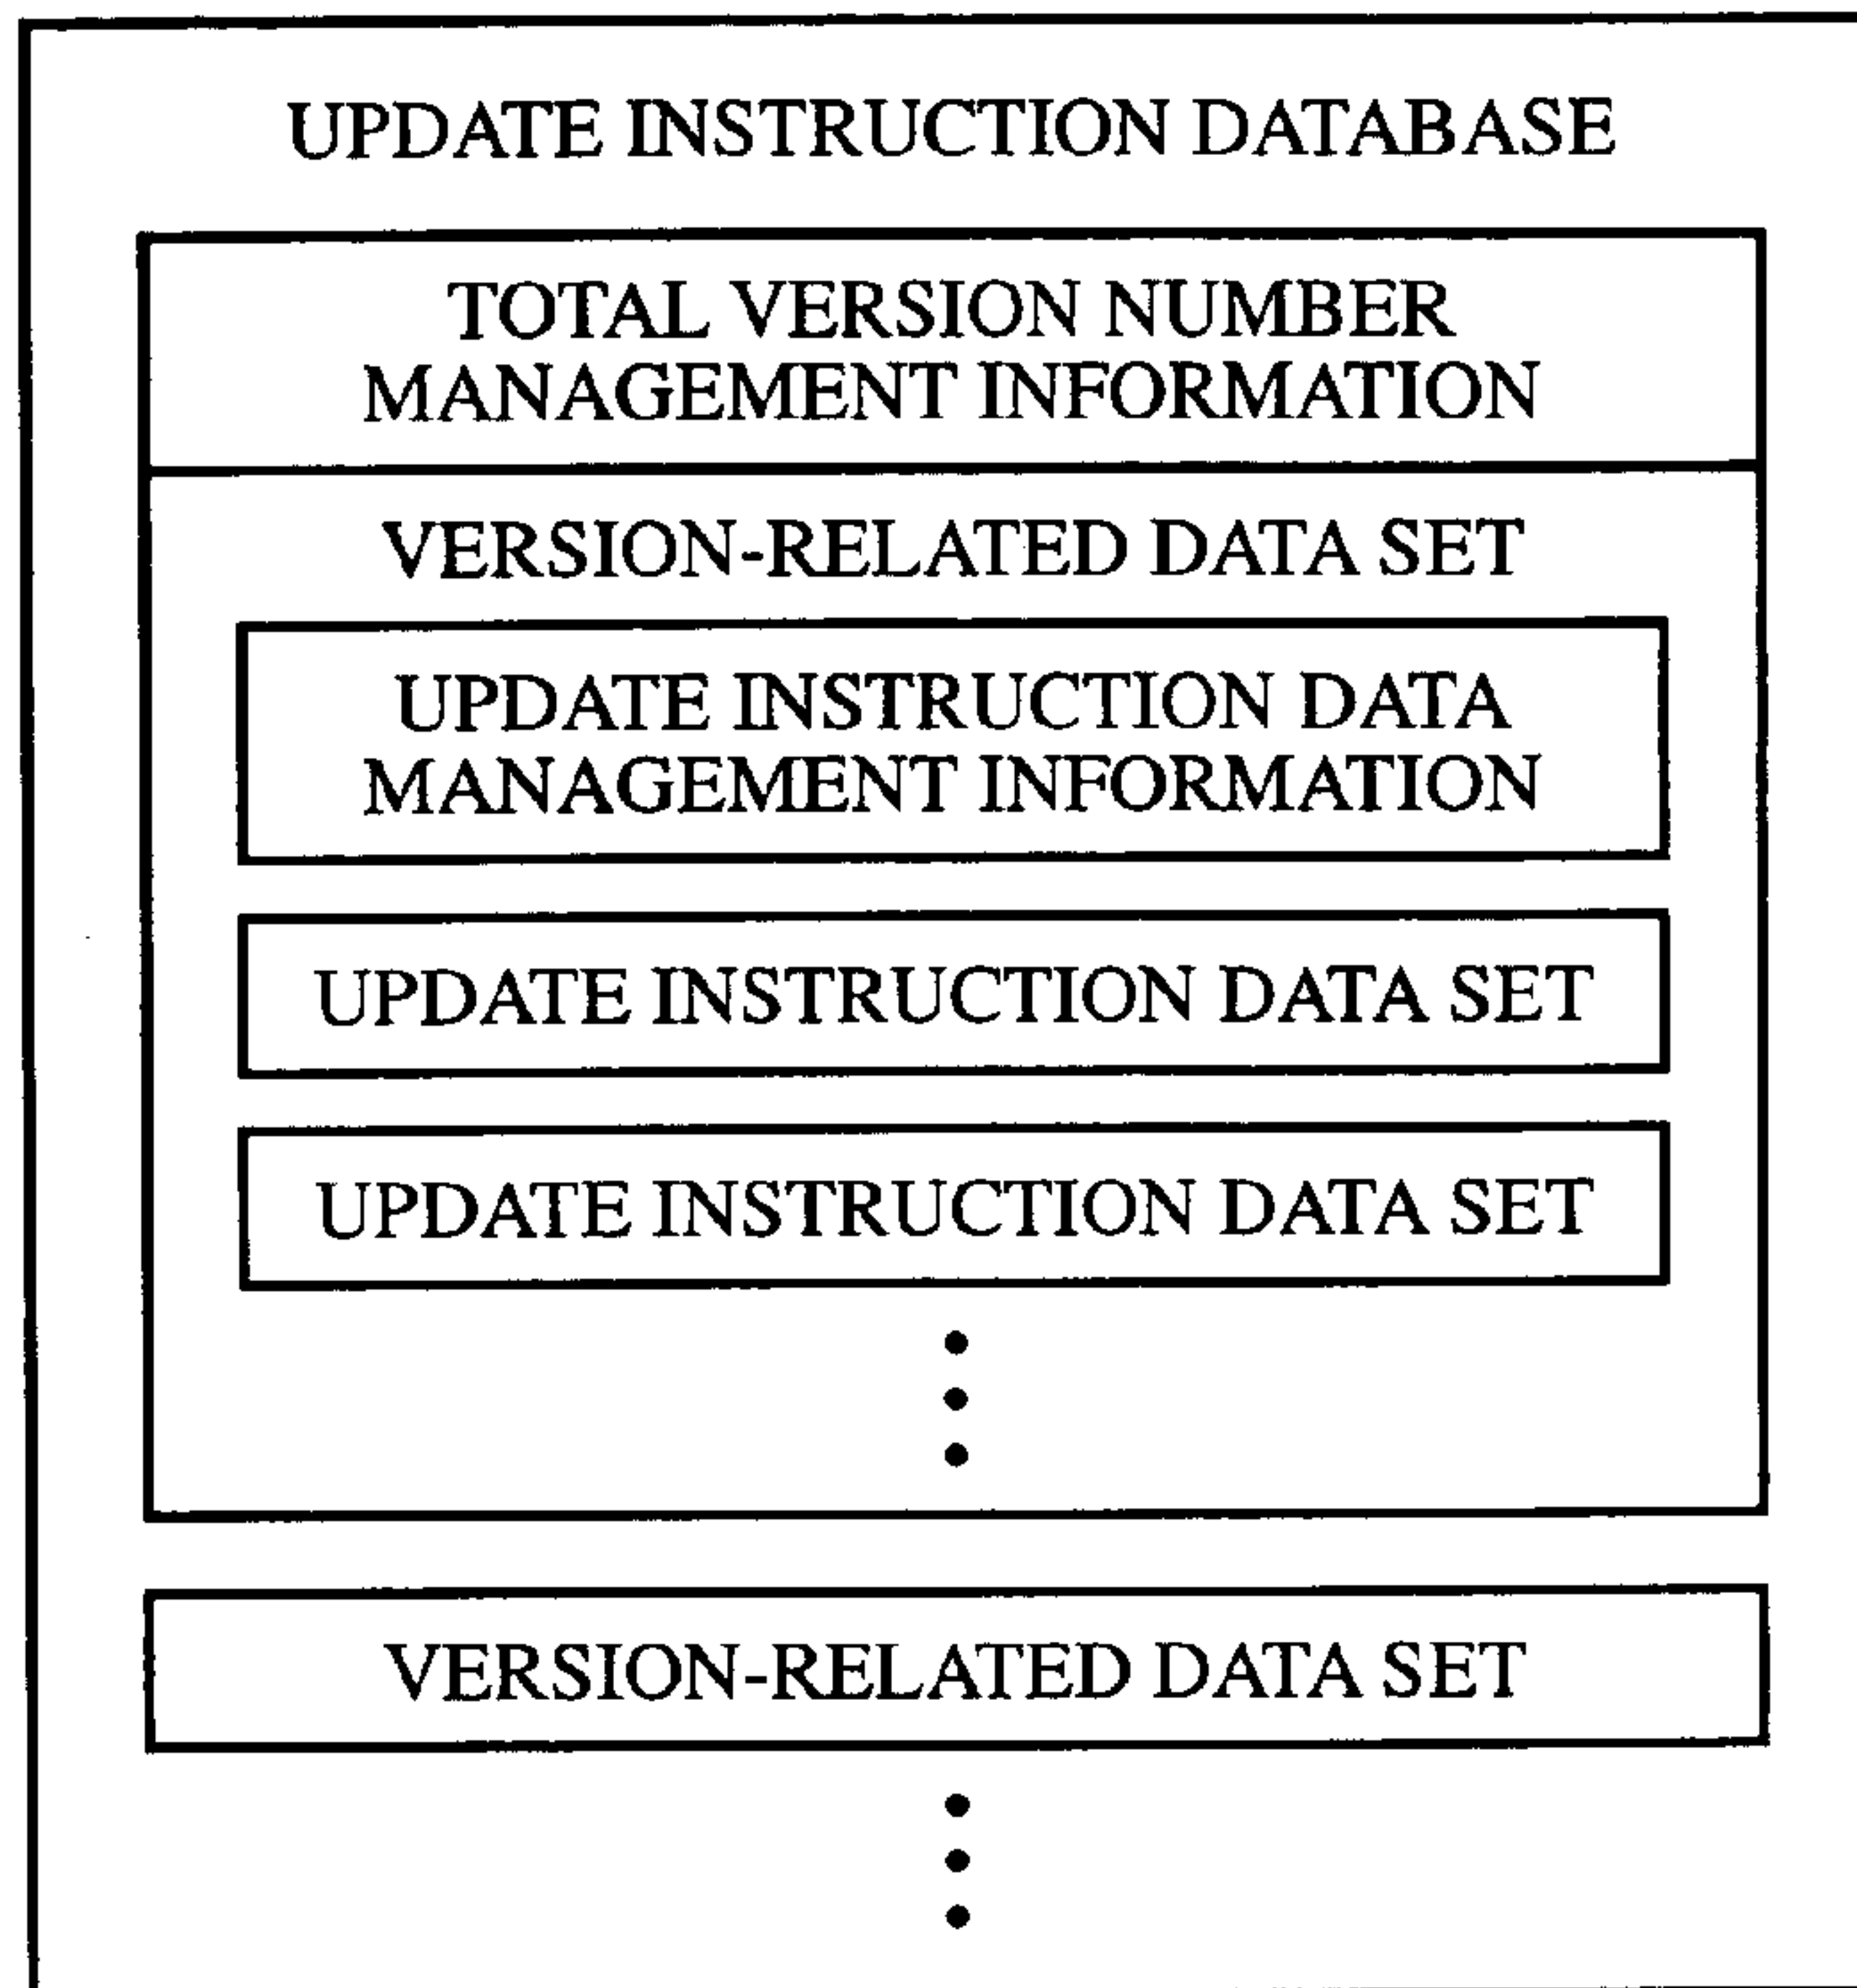 UPDATE INSTRUCTION DATABASE
TOTAL VERSION NUMBER
MANAGEMENT INFORMATION
VERSION-RELATED DATA SET
UPDATE INSTRUCTION DATA
MANAGEMENT INFORMATION
UPDATE INSTRUCTION DATA SET
UPDATE INSTRUCTION DATA SET
VERSION-RELATED DATA SET